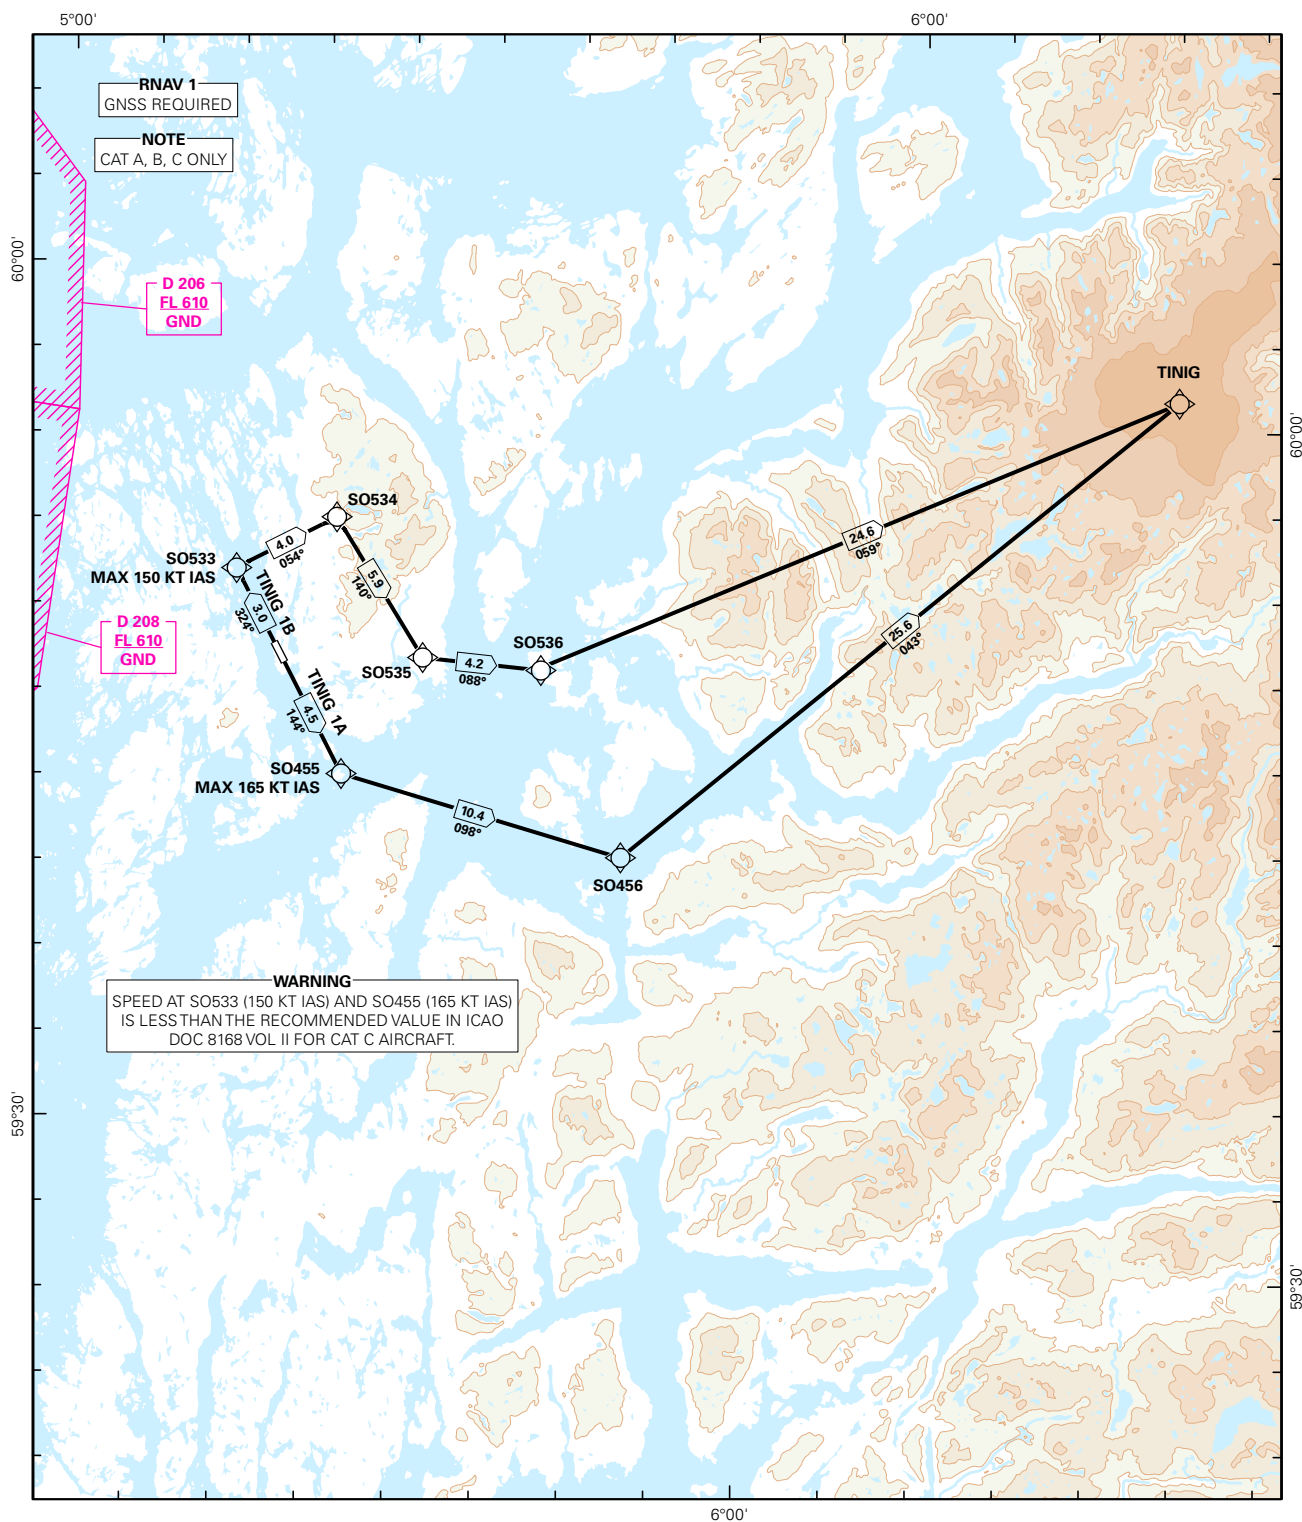 5°00'
6°00'
RNAV 1
GNSS REQUIRED
NOTE
CAT A, B, C ONLY
60°00'
D 206
FL 610
GND
TINIG
60°00'
SO534
4.0
054°
24.6
059°
SO533
MAX 150 KT IAS
5.9
140°
TINIG 1B
3.0
324°
D 208
FL 610
GND
25.6
043°
SO536
SO535
4.2
088°
TINIG 1A
4.5
144°
SO455
MAX 165 KT IAS
10.4
098°
SO456
WARNING
SPEED AT SO533 (150 KT IAS) AND SO455 (165 KT IAS)
IS LESS THAN THE RECOMMENDED VALUE IN ICAO
DOC 8168 VOL II FOR CAT C AIRCRAFT.
59°30'
59°30'
6°00'